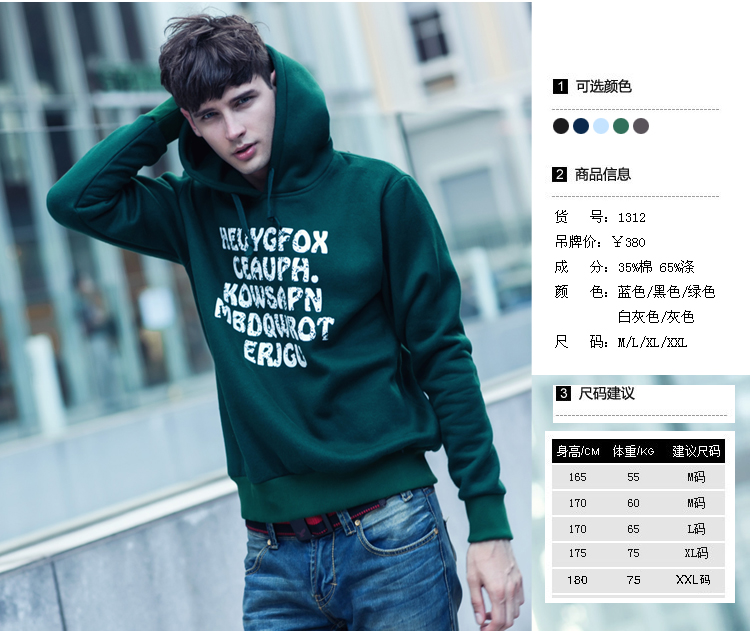 HEUYGFOX
CEAUPH.
KOWSAPN
MBDQWROT
ERJGU
1 可选颜色
2 商品信息
货 号：1312
吊牌价：￥380
成 分：35%棉 65%涤
颜 色：蓝色/黑色/绿色
白灰色/灰色
尺 码：M/L/XL/XXL
3 尺码建议
身高/CM 体重/KG 建议尺码
165 55 M码
170 60 M码
170 65 L码
175 75 XL码
180 75 XXL码